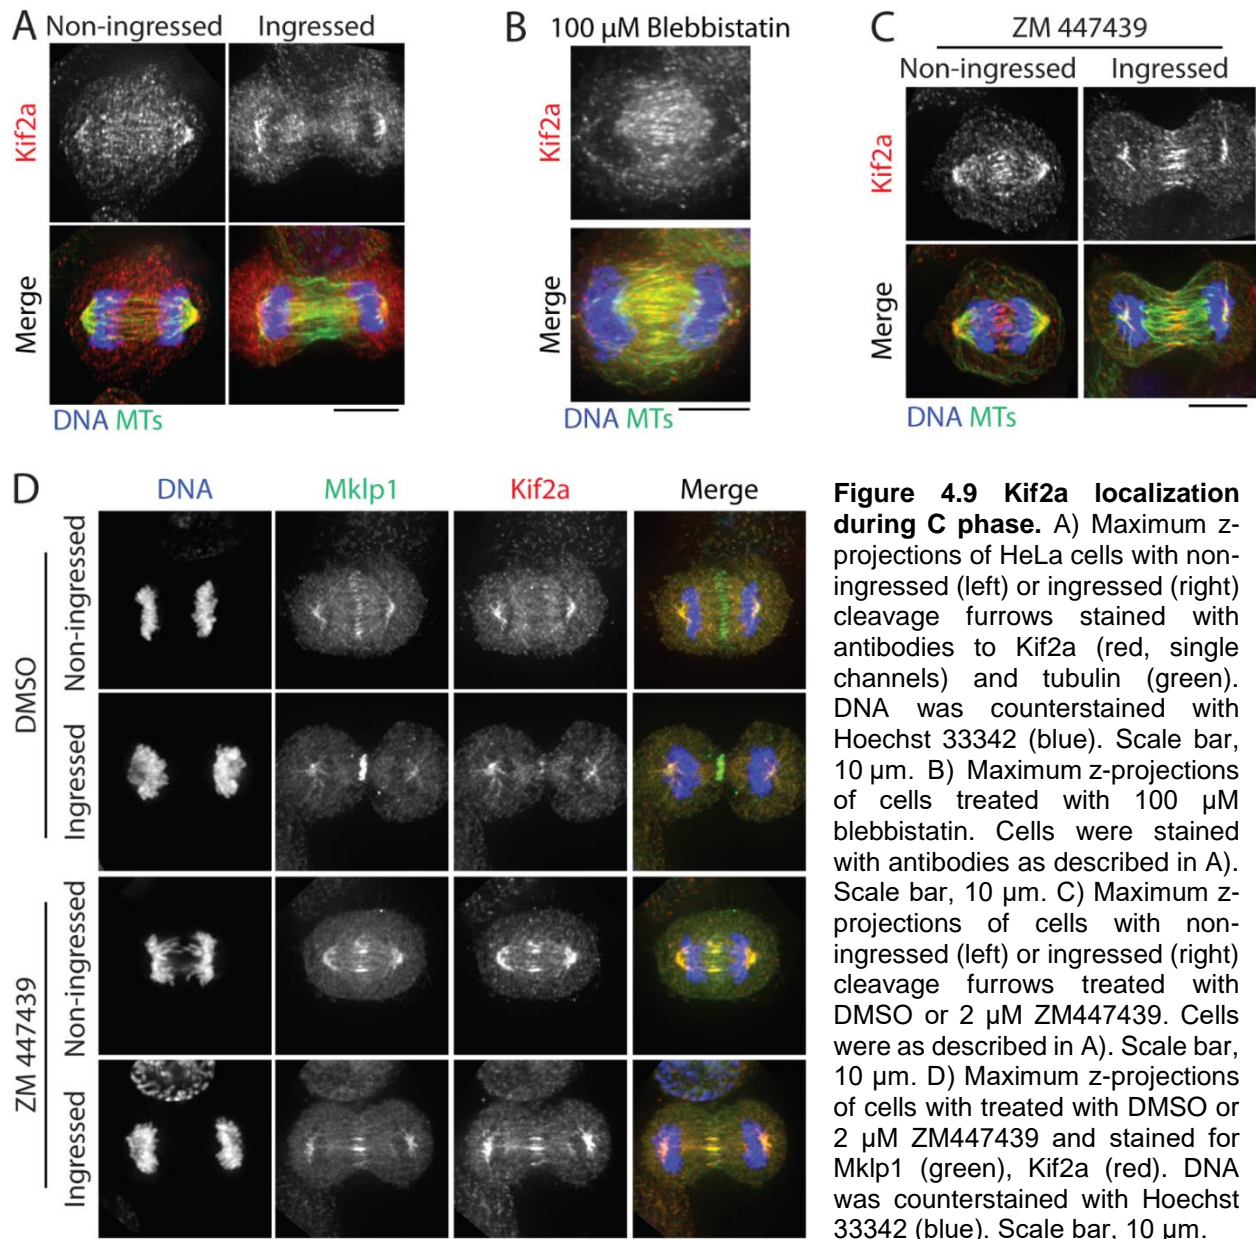 A
Non-ingressed
Ingressed
Kif2a
Merge
DNA MTs
B
100 µM Blebbistatin
Kif2a
Merge
DNA MTs
C
ZM 447439
Non-ingressed
Ingressed
Kif2a
Merge
DNA MTs
D
DNA
Mklp1
Kif2a
Merge
DMSO
Non-ingressed
Ingressed
ZM 447439
Non-ingressed
Ingressed
Figure 4.9 Kif2a localization
during C phase. A) Maximum z-
projections of HeLa cells with non-
ingressed (left) or ingressed (right)
cleavage furrows stained with
antibodies to Kif2a (red, single
channels) and tubulin (green).
DNA was counterstained with
Hoechst 33342 (blue). Scale bar,
10 µm. B) Maximum z-projections
of cells treated with 100 µM
blebbistatin. Cells were stained
with antibodies as described in A).
Scale bar, 10 µm. C) Maximum z-
projections of cells with non-
ingressed (left) or ingressed (right)
cleavage furrows treated with
DMSO or 2 µM ZM447439. Cells
were as described in A). Scale bar,
10 µm. D) Maximum z-projections
of cells with treated with DMSO or
2 µM ZM447439 and stained for
Mklp1 (green), Kif2a (red). DNA
was counterstained with Hoechst
33342 (blue). Scale bar, 10 µm.